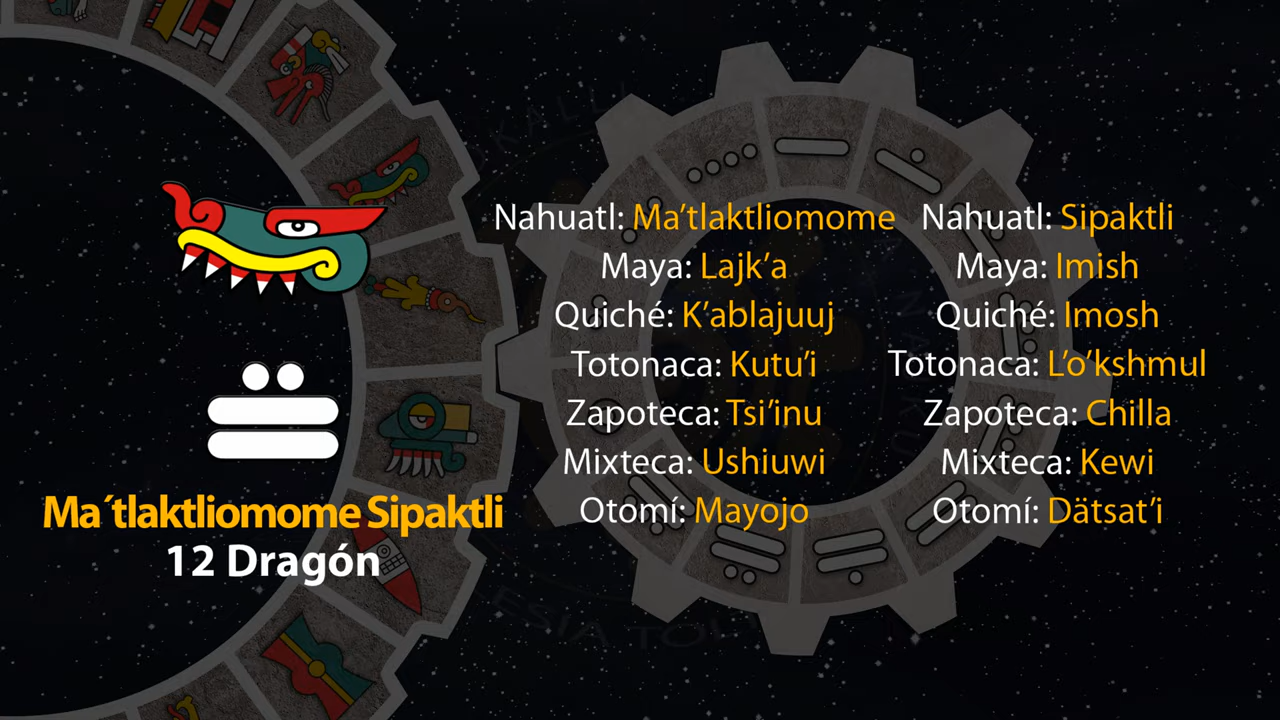 Nahuatl: Ma’tlaktliomome
Maya: Lajk’a
Quiché: K’ablajuuj
Totonaca: Kutu’i
Zapoteca: Tsi’inu
Mixteca: Ushiuwi
Otomí: Mayojo
Nahuatl: Sipaktli
Maya: Imish
Quiché: Imosh
Totonaca: L’o’kshmul
Zapoteca: Chilla
Mixteca: Kewi
Otomí: Dätsat’i
Ma´tlaktliomome Sipaktli
12 Dragón